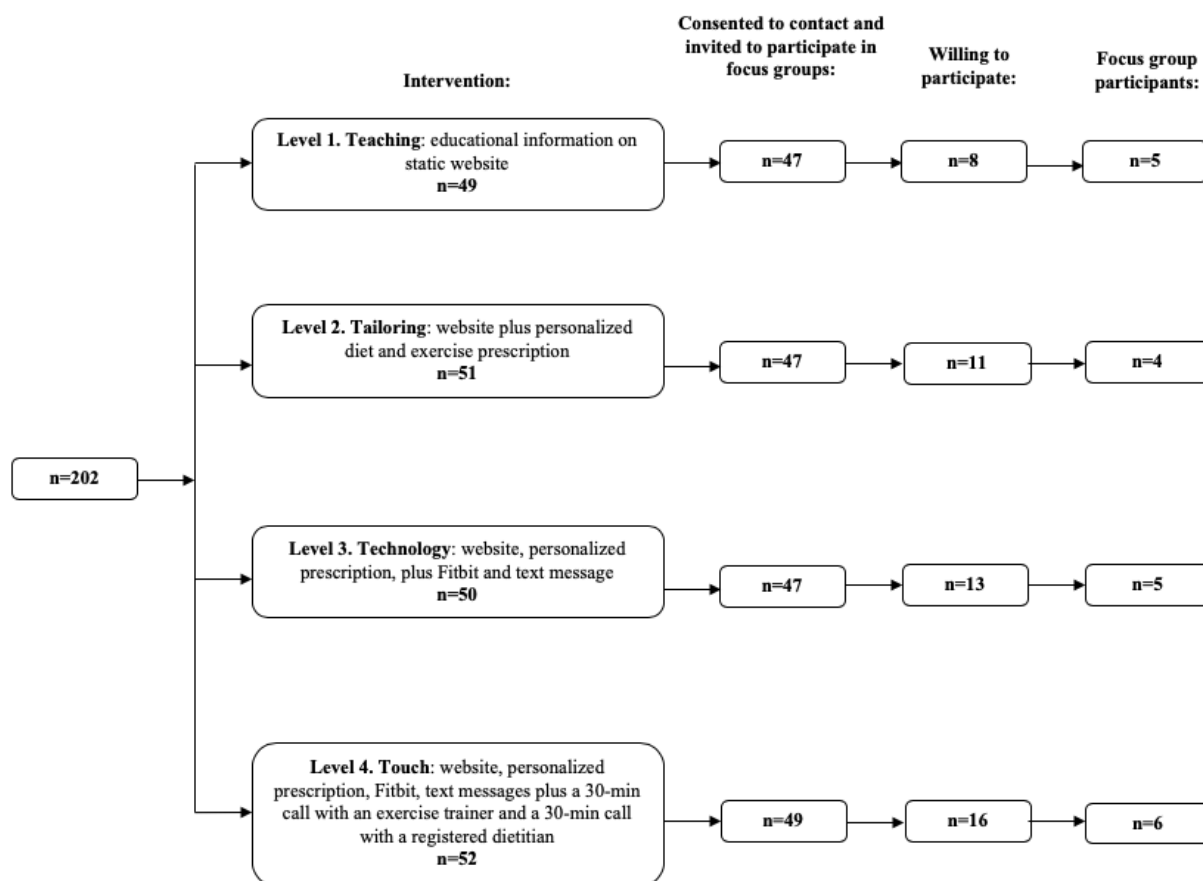 Intervention:
Consented to contact and
invited to participate in
focus groups:
Willing to
participate:
Focus group
participants:
Level 1. Teaching: educational information on
static website
n=49
n=47
n=8
n=5
Level 2. Tailoring: website plus personalized
diet and exercise prescription
n=51
n=47
n=11
n=4
n=202
Level 3. Technology: website, personalized
prescription, plus Fitbit and text message
n=50
n=47
n=13
n=5
Level 4. Touch: website, personalized
prescription, Fitbit, text messages plus a 30-min
call with an exercise trainer and a 30-min call
with a registered dietitian
n=52
n=49
n=16
n=6